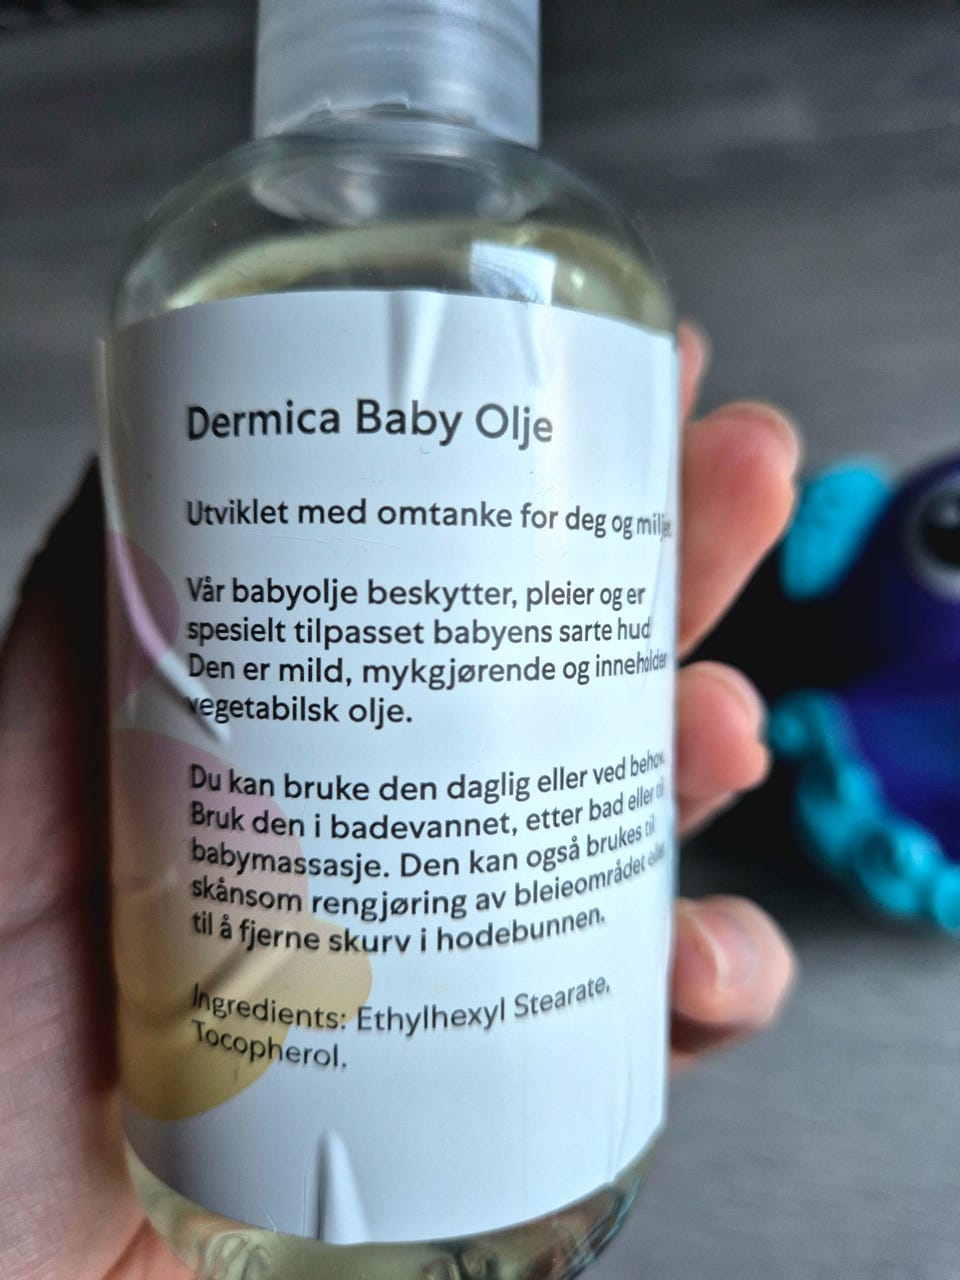 Dermica Baby Olje
Utviklet med omtanke for deg og
Vår babyolje beskytter, pleier og er
spesielt tilpasset babyens sarte hud
Den er mild, mykgjørende og inneholder
vegetabilsk olje.
Du kan bruke den daglig eller ved behov.
Bruk den i badevannet, etter bad eller til
babymassasje. Den kan også brukes til
skånsom rengjøring av bleieområdet eller
til å fjerne skurv i hodebunnen.
Ingredients: Ethylhexyl Stearate,
Tocopherol.